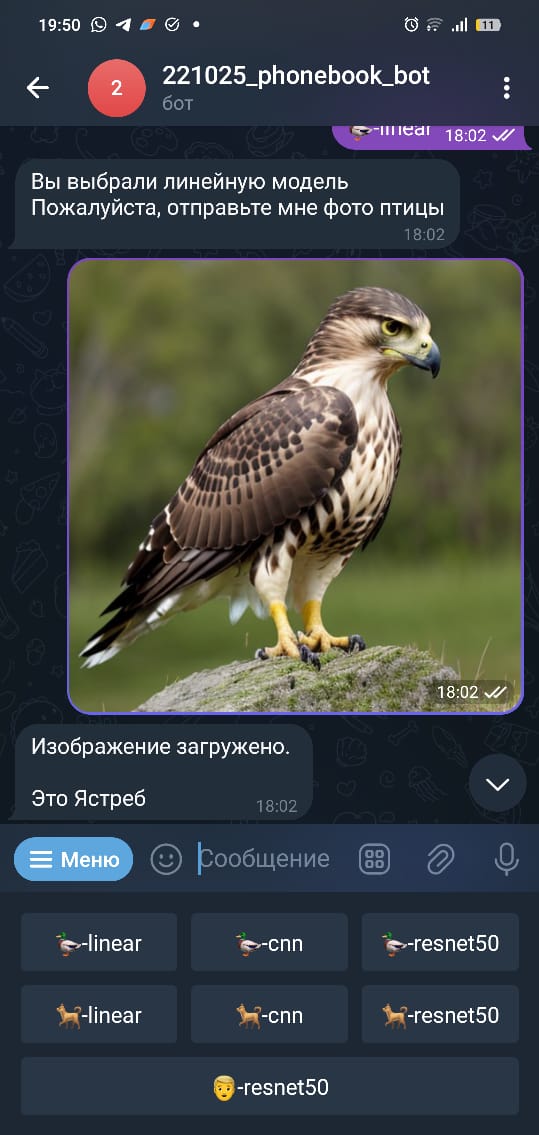 19:50
11
2
221025_phonebook_bot
бот
-linear 18:02
Вы выбрали линейную модель
Пожалуйста, отправьте мне фото птицы
18:02
18:02
Изображение загружено.
Это Ястреб
18:02
Меню
Сообщение
-linear
-cnn
-resnet50
-linear
-cnn
-resnet50
-resnet50